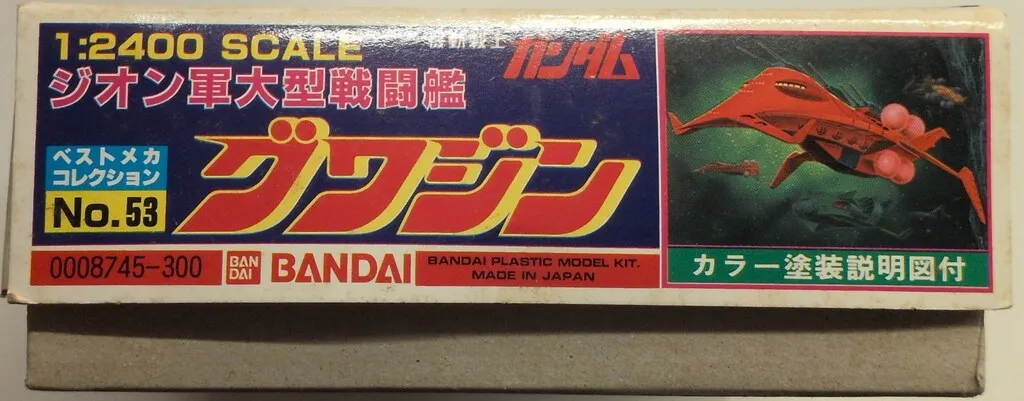 1:2400 SCALE
機動戦士 ガンダム
ジオン軍大型戦闘艦
ベストメカ
コレクション
No.53
グワジン
0008745-300
BAN
DAI
BANDAI
BANDAI PLASTIC MODEL KIT.
MADE IN JAPAN
カラー塗装説明図付